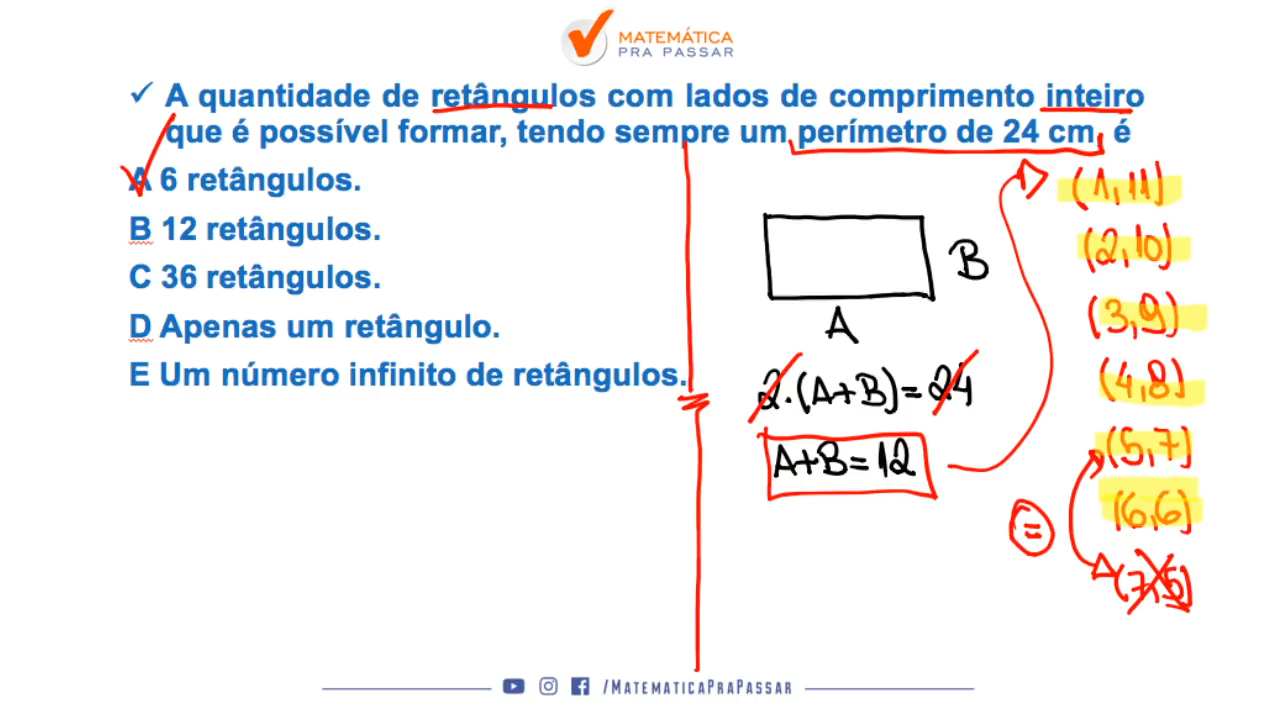 MATEMÁTICA
PRA PASSAR
✓ A quantidade de retângulos com lados de comprimento inteiro
que é possível formar, tendo sempre um perímetro de 24 cm, é
A 6 retângulos.
B 12 retângulos.
C 36 retângulos.
D Apenas um retângulo.
E Um número infinito de retângulos.
B
A
2.(A+B)=24
A+B=12
(1,11)
(2,10)
(3,9)
(4,8)
(5,7)
(6,6)
=
(7,5)
/MATEMATICAPRAPASSAR